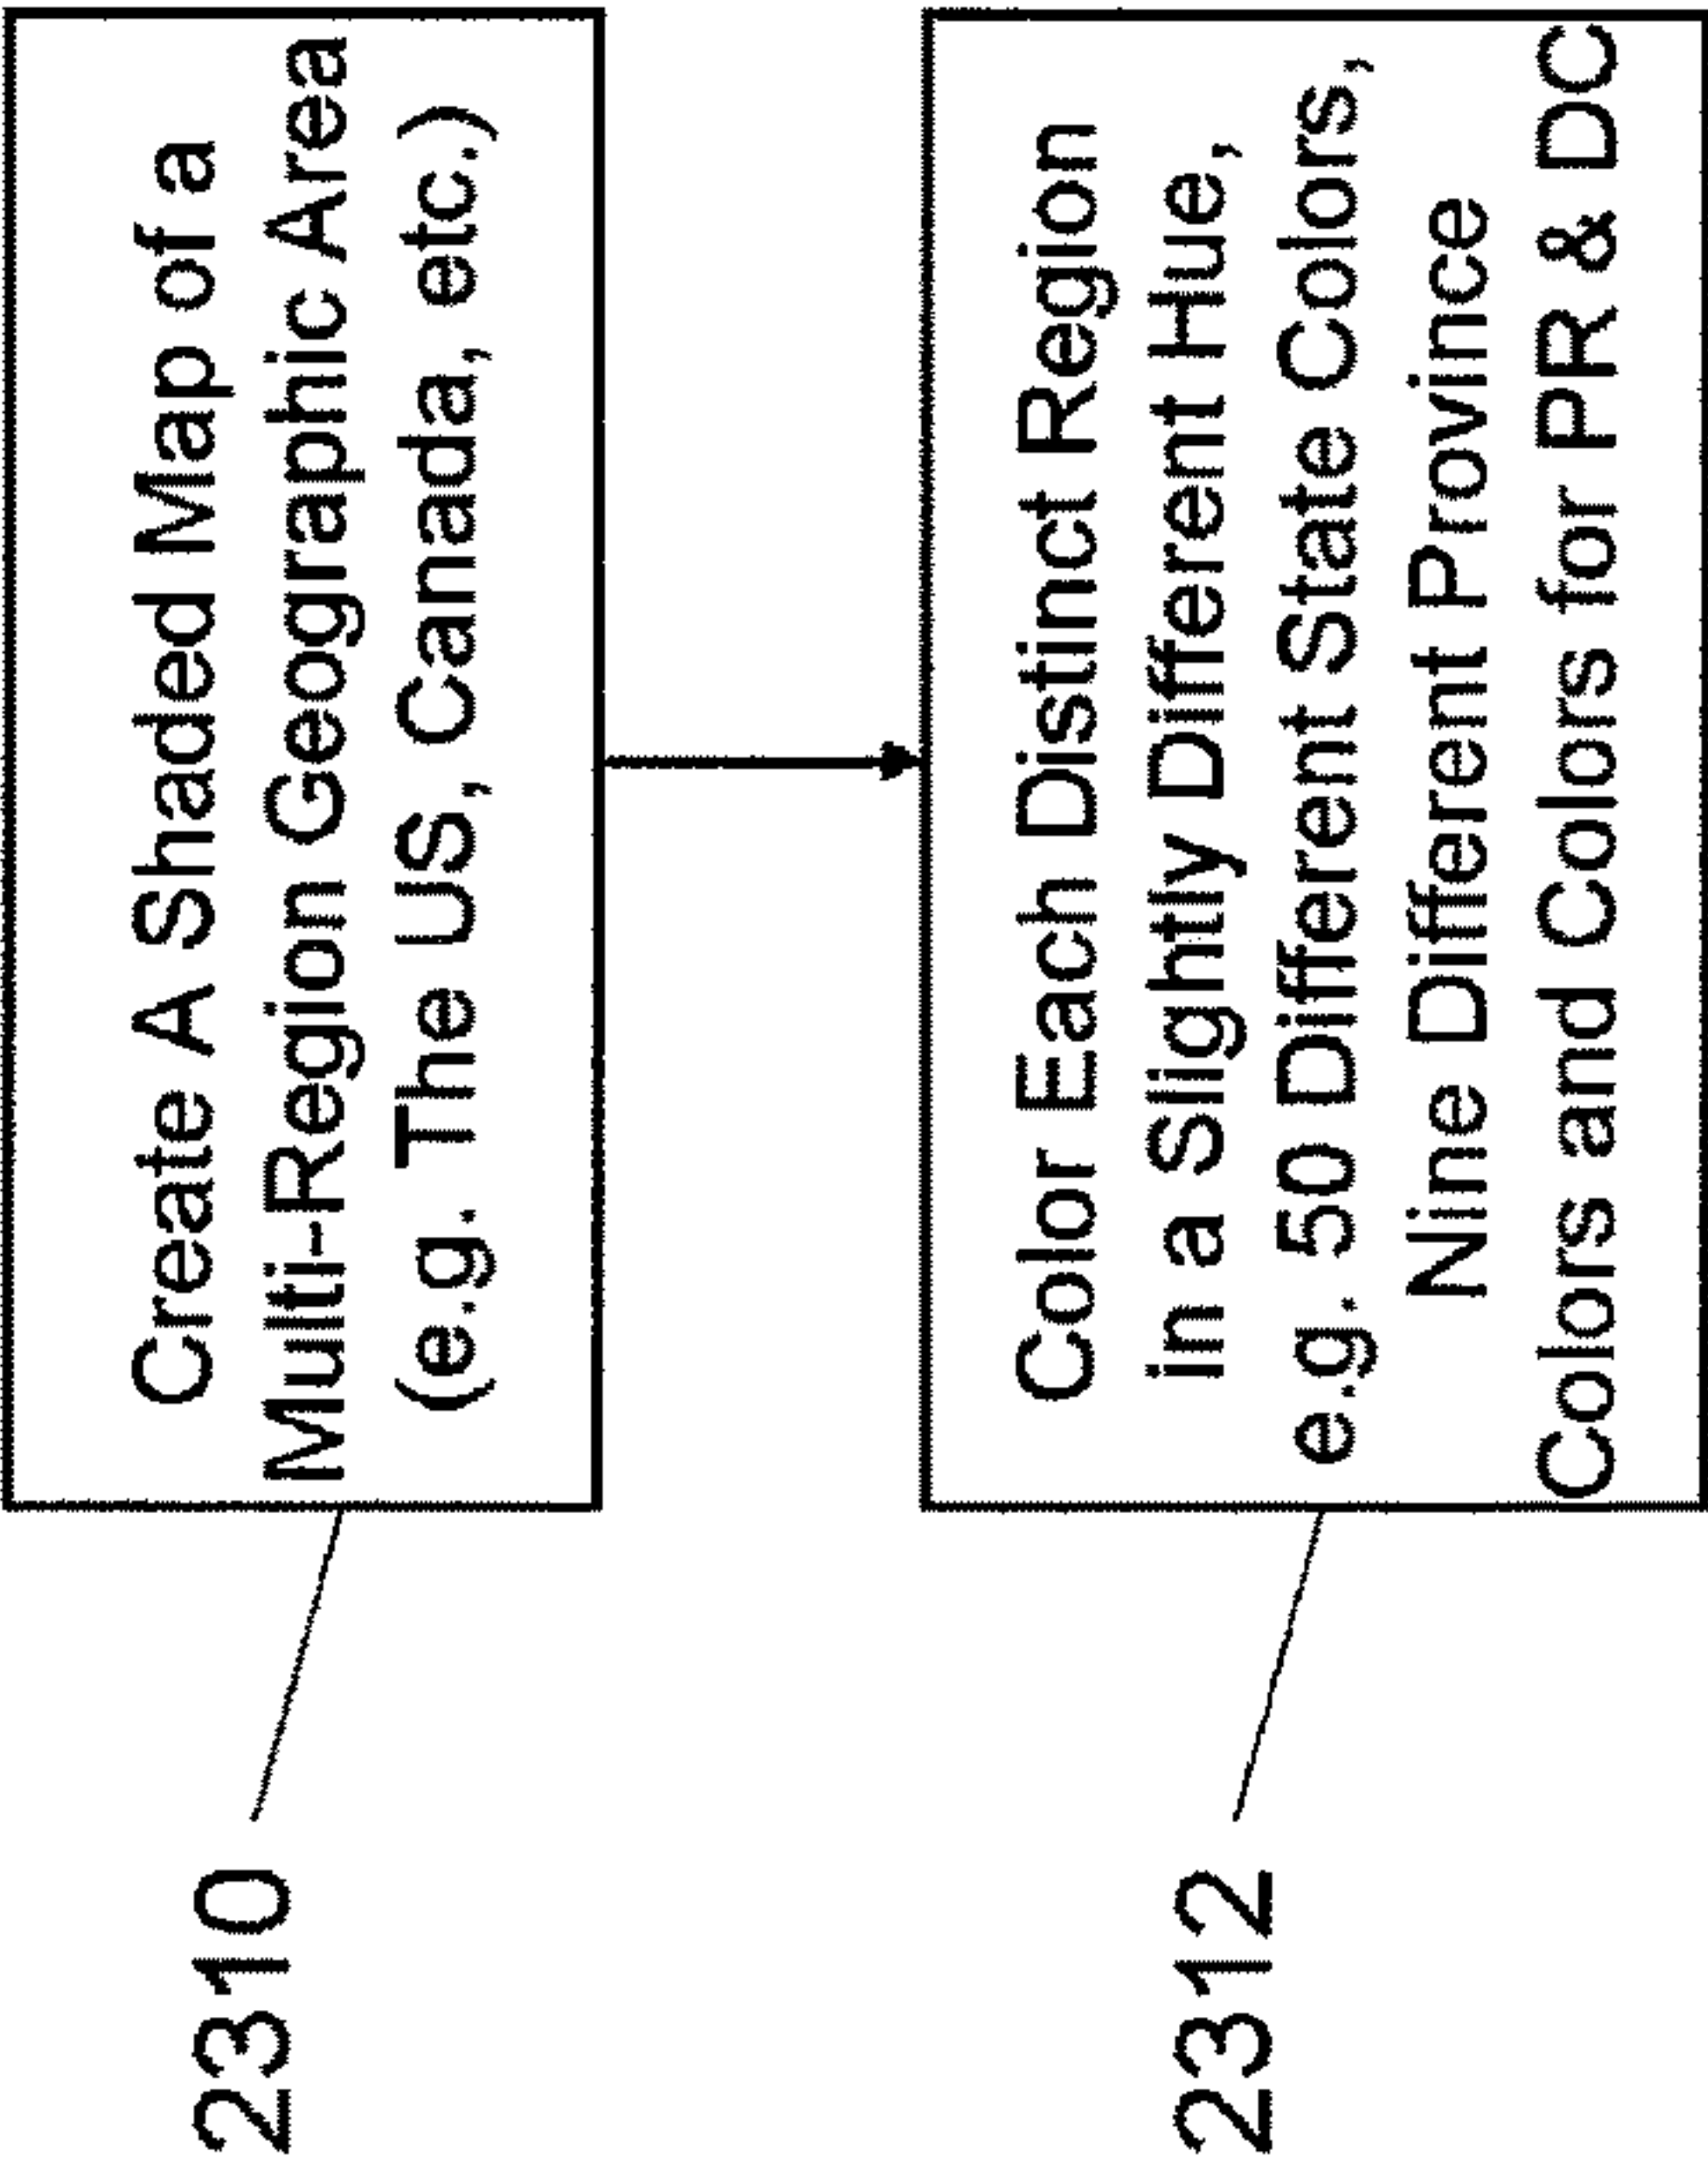 2310
Create A Shaded Map of a
Multi-Region Geographic Area
(e.g. The US, Canada, etc.)
2312
Color Each Distinct Region
in a Slightly Different Hue,
e.g. 50 Different State Colors,
Nine Different Province
Colors and Colors for PR & DC